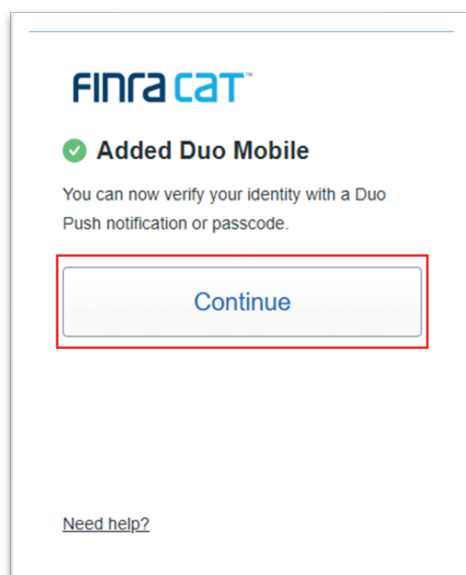 FINRA CAT™
Added Duo Mobile
You can now verify your identity with a Duo
Push notification or passcode.
Continue
Need help?